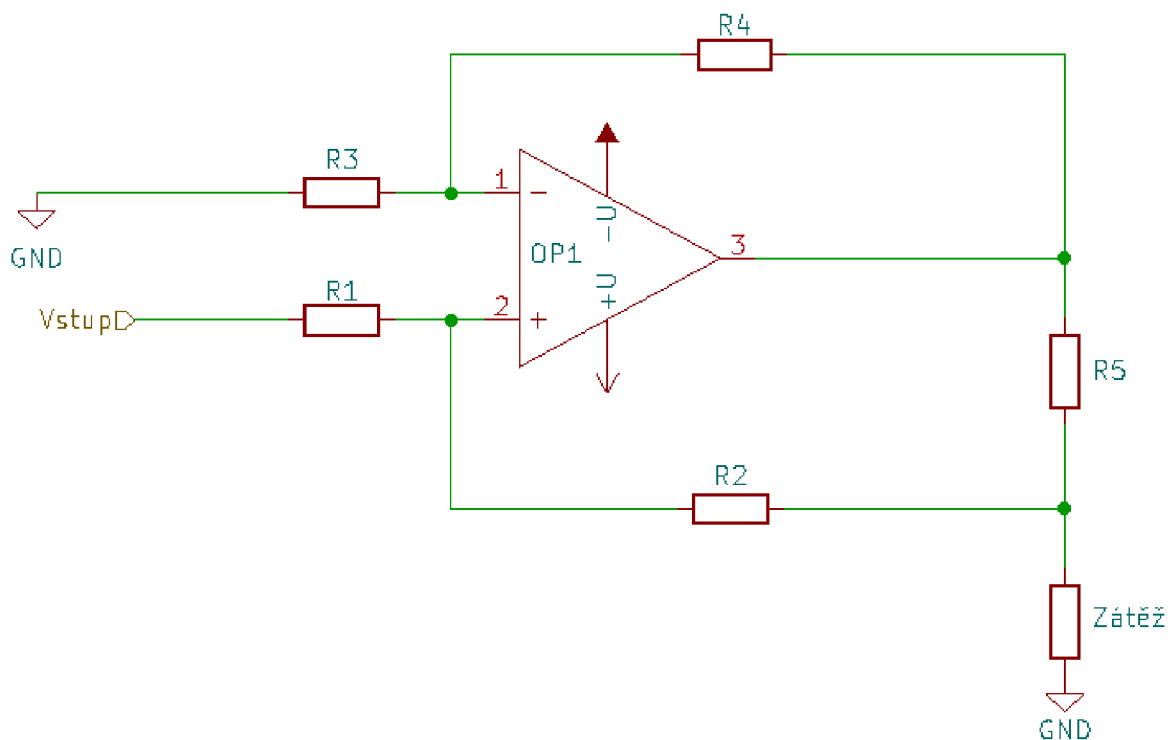 R4
R3
1
−
-U
GND
OP1
3
+U
R1
Vstup
2
+
R5
R2
Zátěž
GND